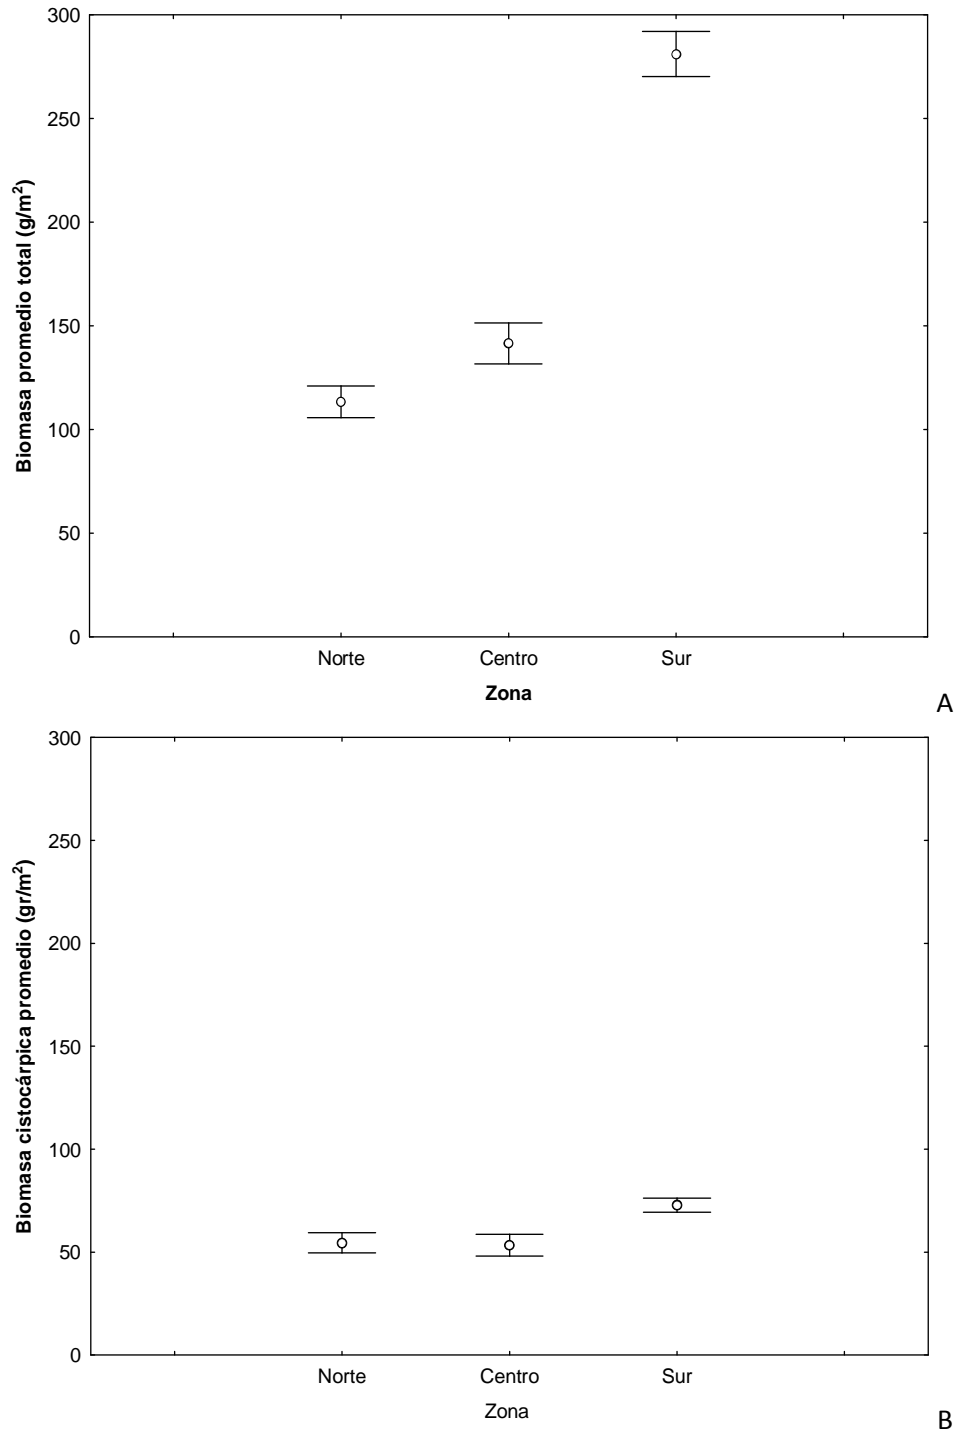 300
250
200
150
100
50
0
Biomasa promedio total (g/m²)
Norte Centro Sur
Zona
A
300
250
200
150
100
50
0
Biomasa cistocárpica promedio (gr/m²)
Norte Centro Sur
Zona
B